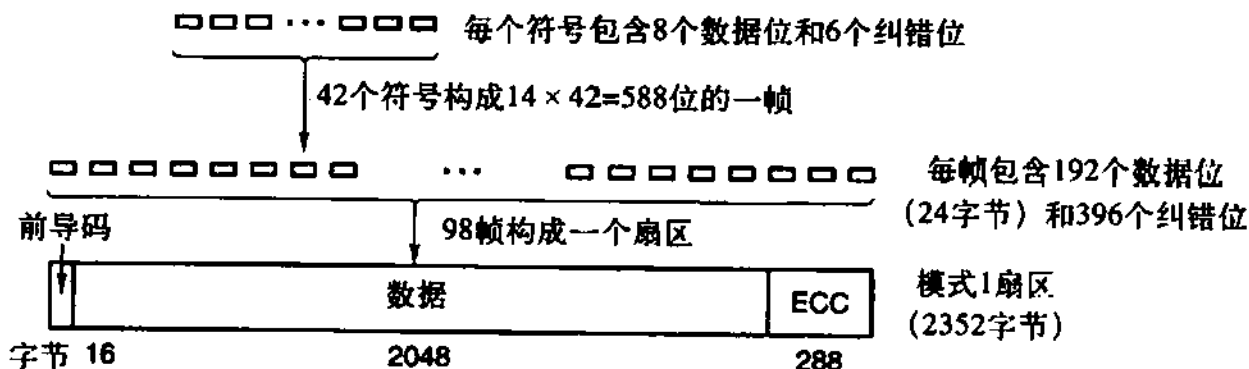 每个符号包含8个数据位和6个纠错位
42个符号构成14×42=588位的一帧
...
每帧包含192个数据位
(24字节) 和396个纠错位
前导码
98帧构成一个扇区
数据
ECC
模式1扇区
(2352字节)
字节 16 2048 288